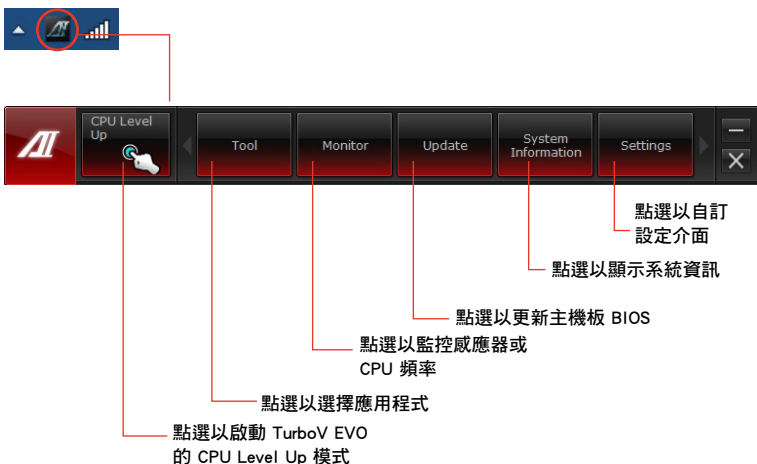 CPU Level
Up
Tool
Monitor
Update
System
Information
Settings
點選以自訂
設定介面
點選以顯示系統資訊
點選以更新主機板 BIOS
點選以監控感應器或
CPU 頻率
點選以選擇應用程式
點選以啟動 TurboV EVO
的 CPU Level Up 模式